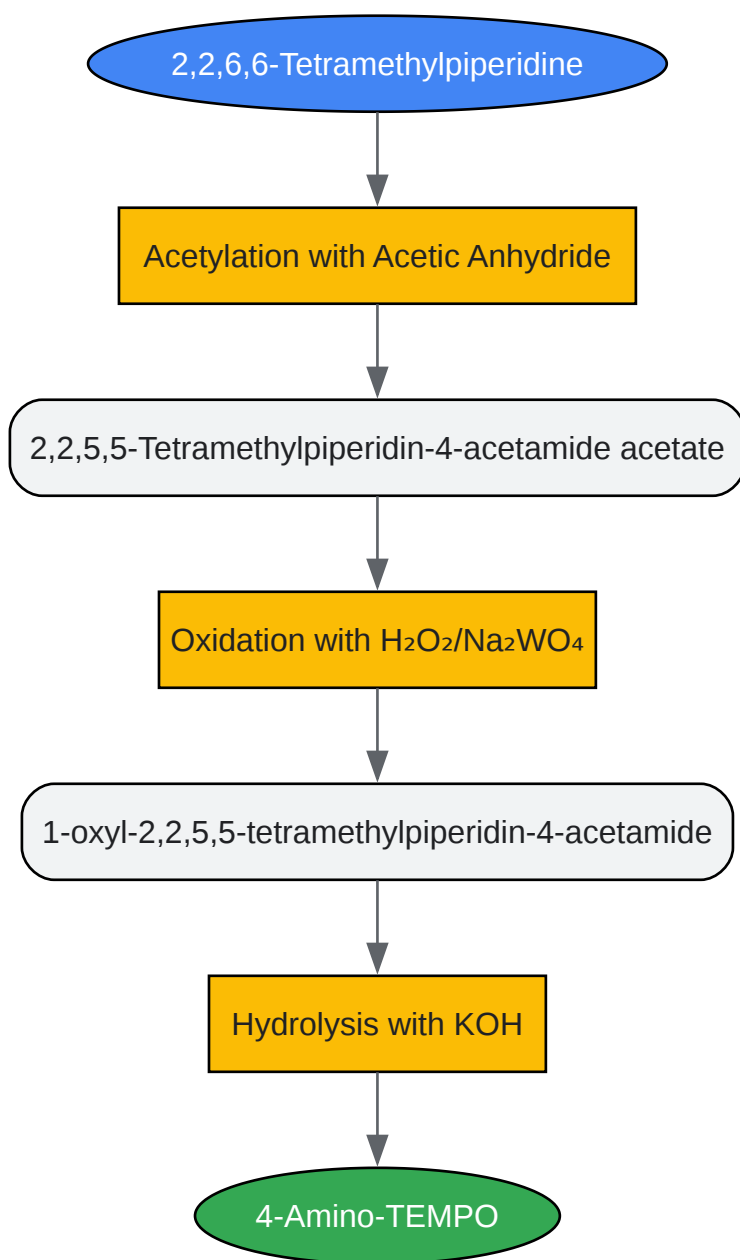 2,2,6,6-Tetramethylpiperidine
Acetylation with Acetic Anhydride
2,2,5,5-Tetramethylpiperidin-4-acetamide acetate
Oxidation with H₂O₂/Na₂WO₄
1-oxyl-2,2,5,5-tetramethylpiperidin-4-acetamide
Hydrolysis with KOH
4-Amino-TEMPO